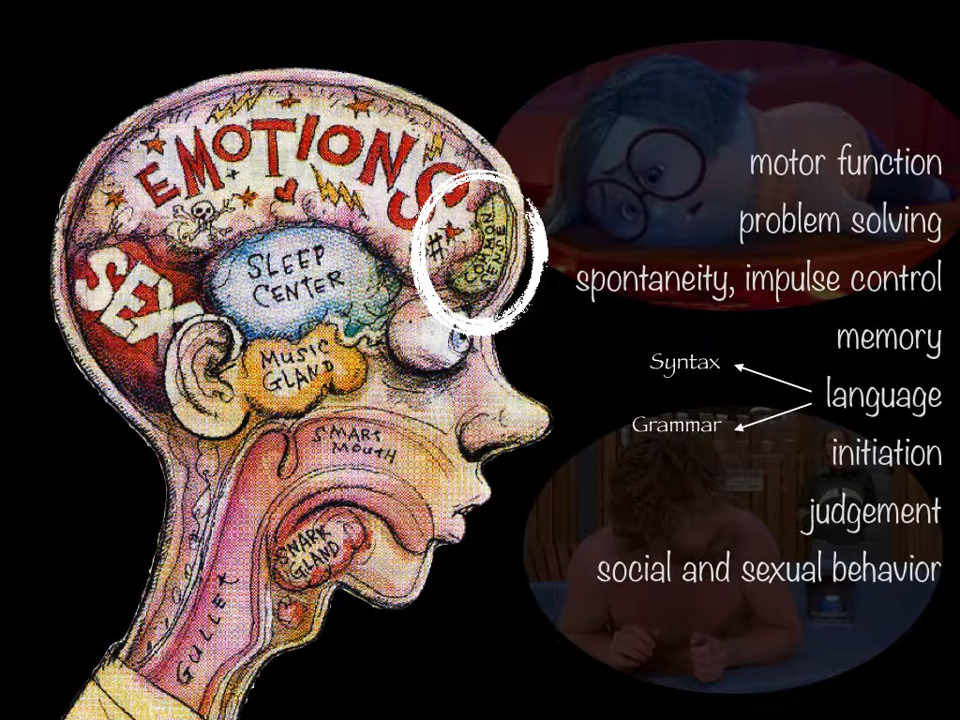 EMOTIONS
SEX
SLEEP
CENTER
#
COMMON
SENSE
MUSIC
GLAND
SMART
MOUTH
SNARK
GLAND
GULLET
motor function
problem solving
spontaneity, impulse control
memory
Syntax
language
Grammar
initiation
judgement
social and sexual behavior